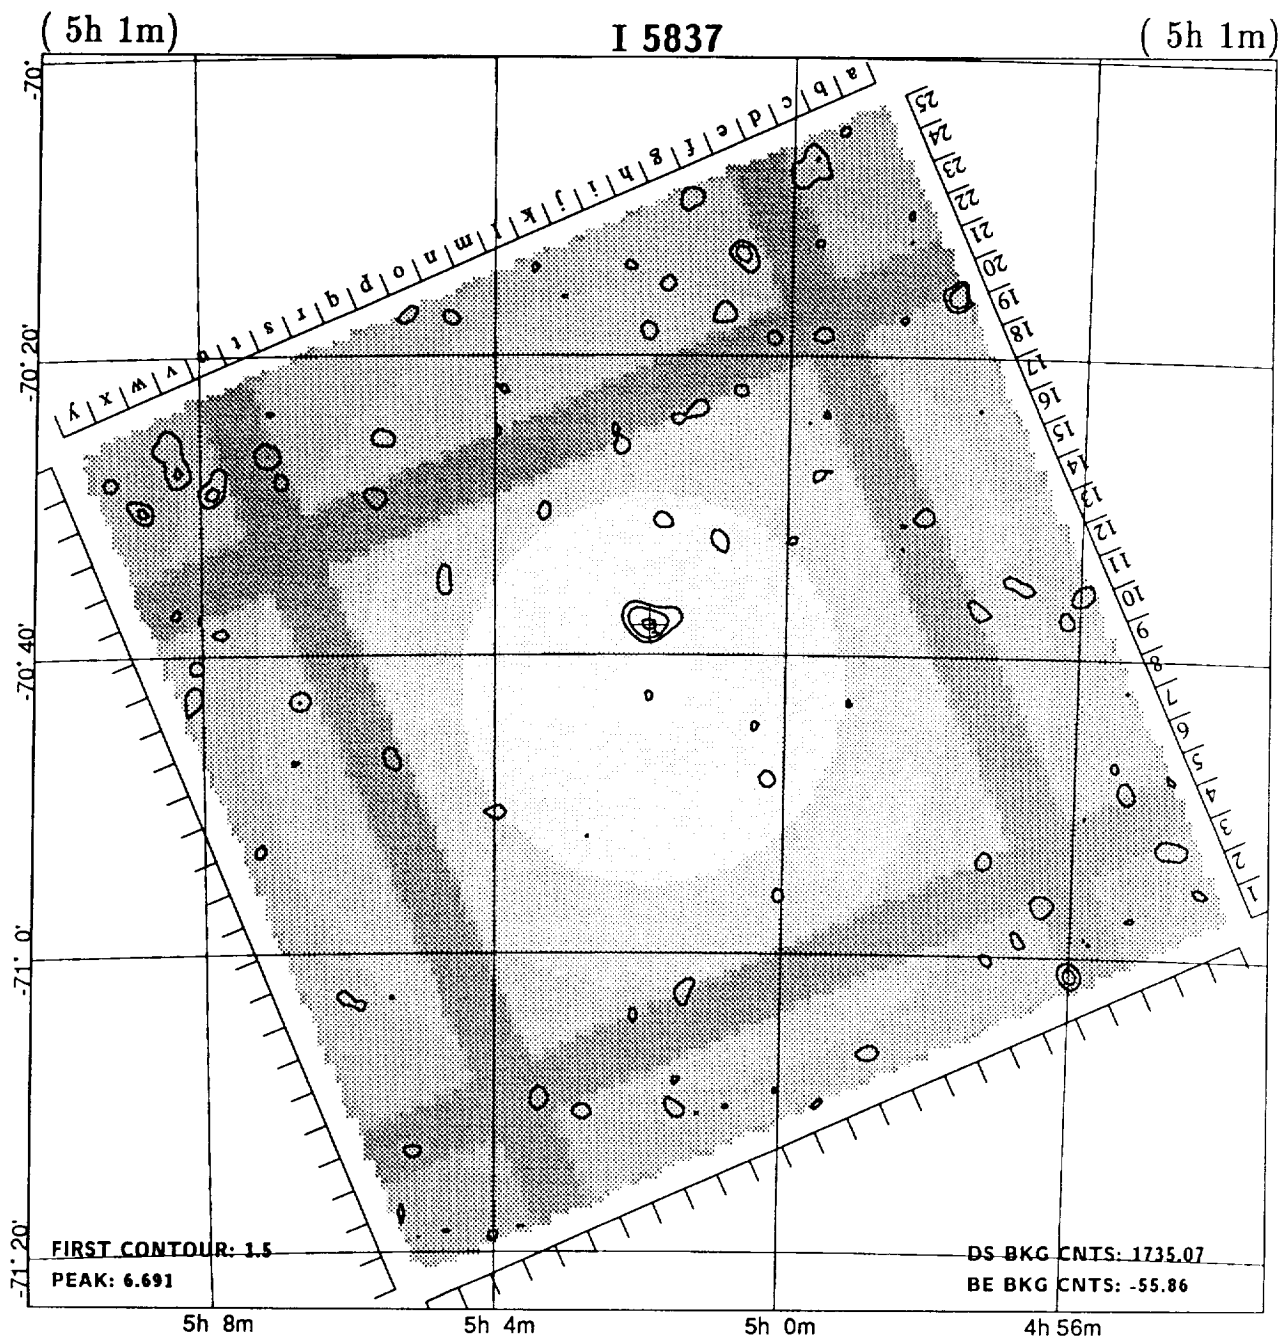 ( 5h 1m)
I 5837
( 5h 1m)
-70°
-70° 20'
-70° 40'
-71° 0'
-71° 20'
a b c d e f g h i j k l m n o p q r s t u v w x y
25 24 23 22 21 20 19 18 17 16 15 14 13 12 11 10 9 8 7 6 5 4 3 2 1
FIRST CONTOUR: 1.5
PEAK: 6.691
DS BKG CNTS: 1735.07
BE BKG CNTS: -55.86
5h 8m
5h 4m
5h 0m
4h 56m